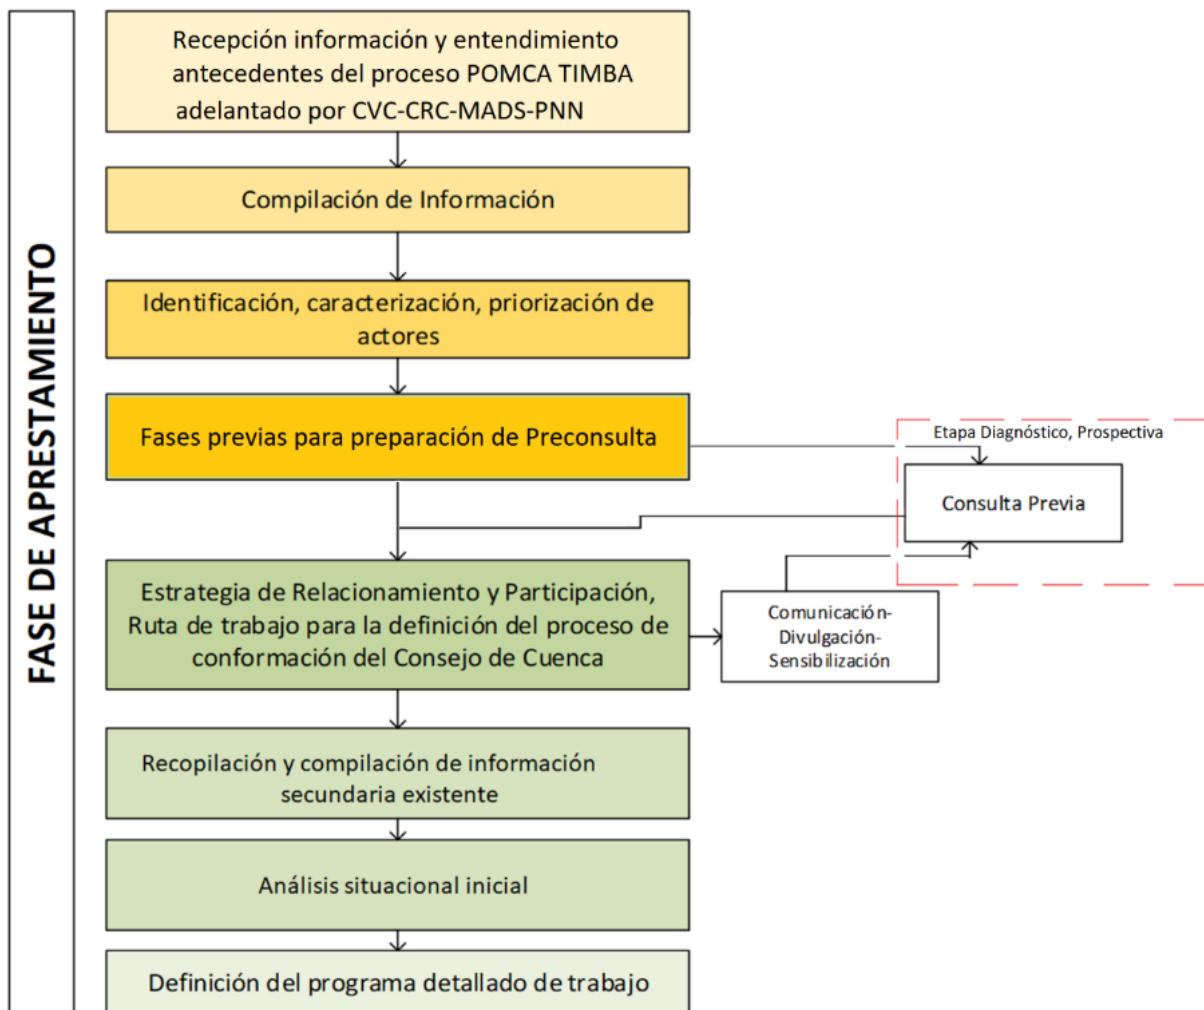 FASE DE APRESTAMIENTO
Recepción información y entendimiento
antecedentes del proceso POMCA TIMBA
adelantado por CVC-CRC-MADS-PNN
Compilación de Información
Identificación, caracterización, priorización de
actores
Fases previas para preparación de Preconsulta
Etapa Diagnóstico, Prospectiva
Consulta Previa
Estrategia de Relacionamiento y Participación,
Ruta de trabajo para la definición del proceso de
conformación del Consejo de Cuenca
Comunicación-
Divulgación-
Sensibilización
Recopilación y compilación de información
secundaria existente
Análisis situacional inicial
Definición del programa detallado de trabajo